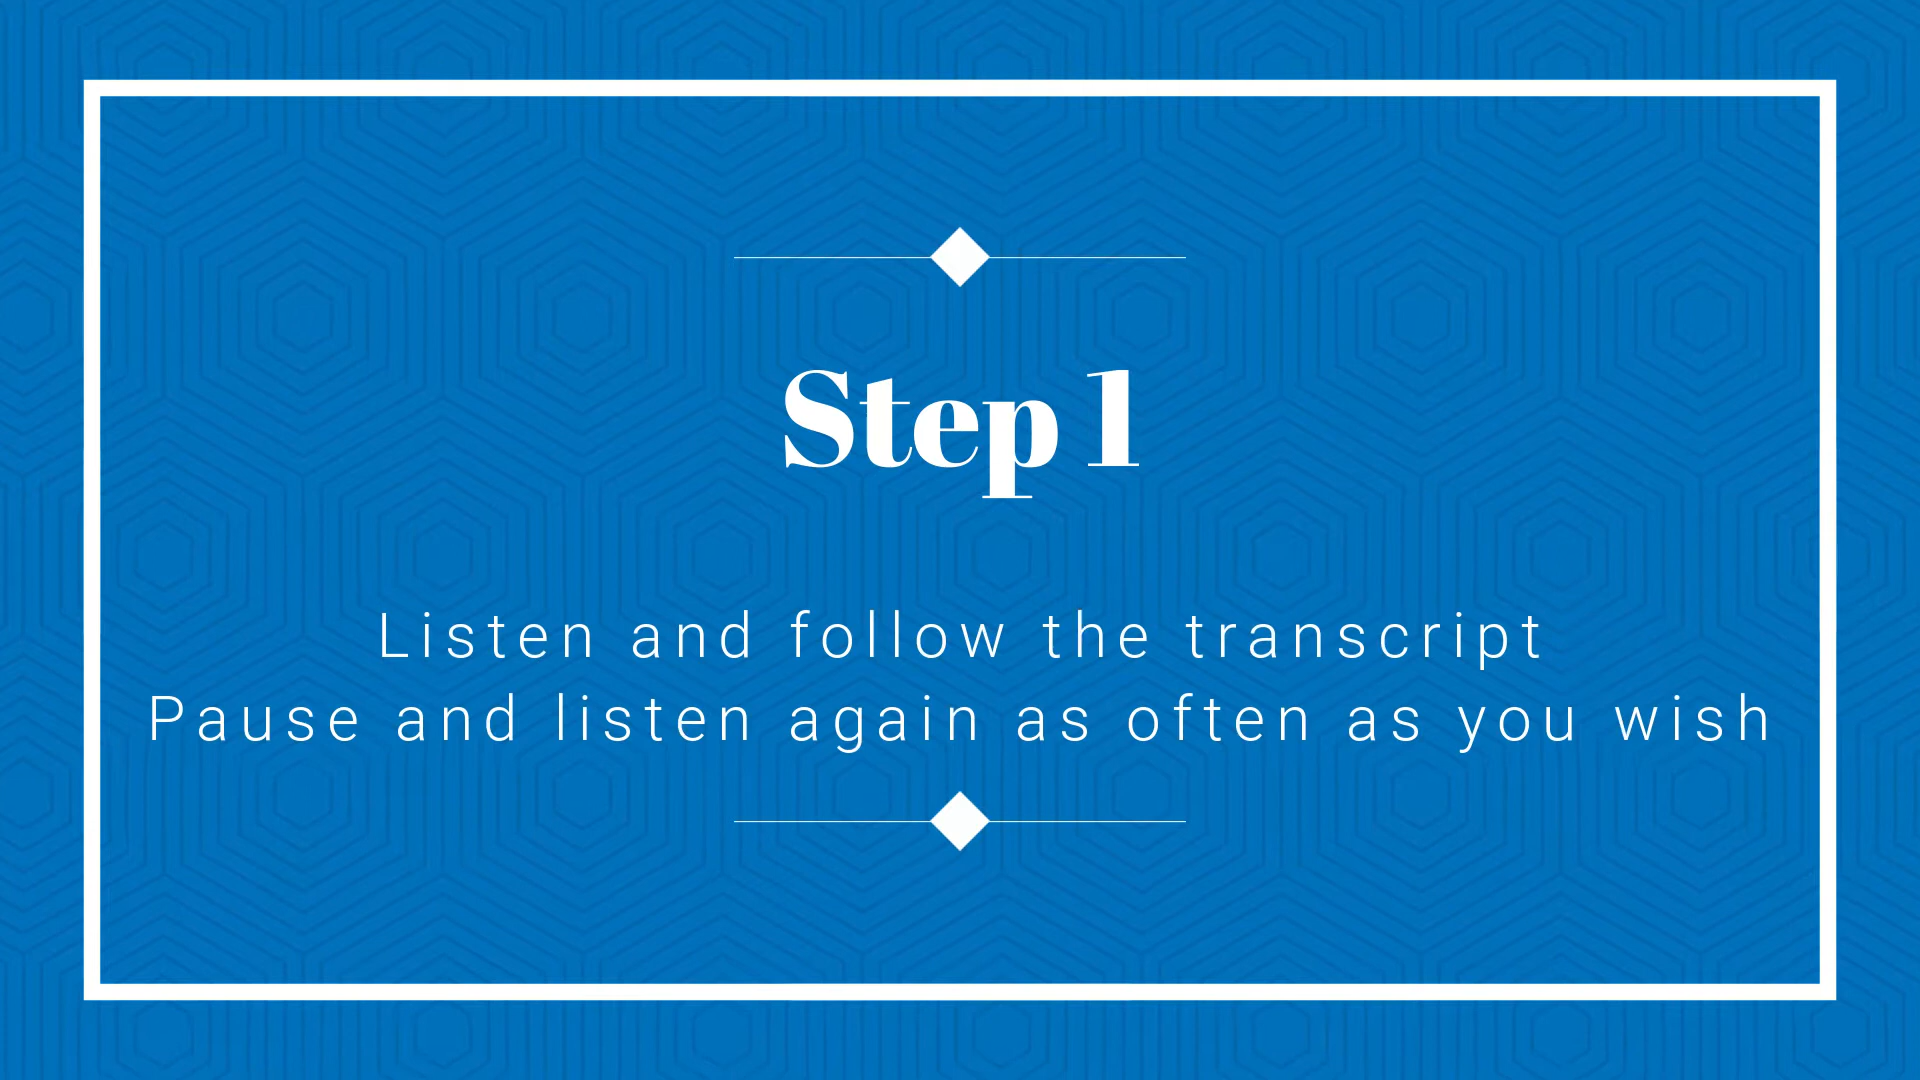 Step 1
Listen and follow the transcript
Pause and listen again as often as you wish